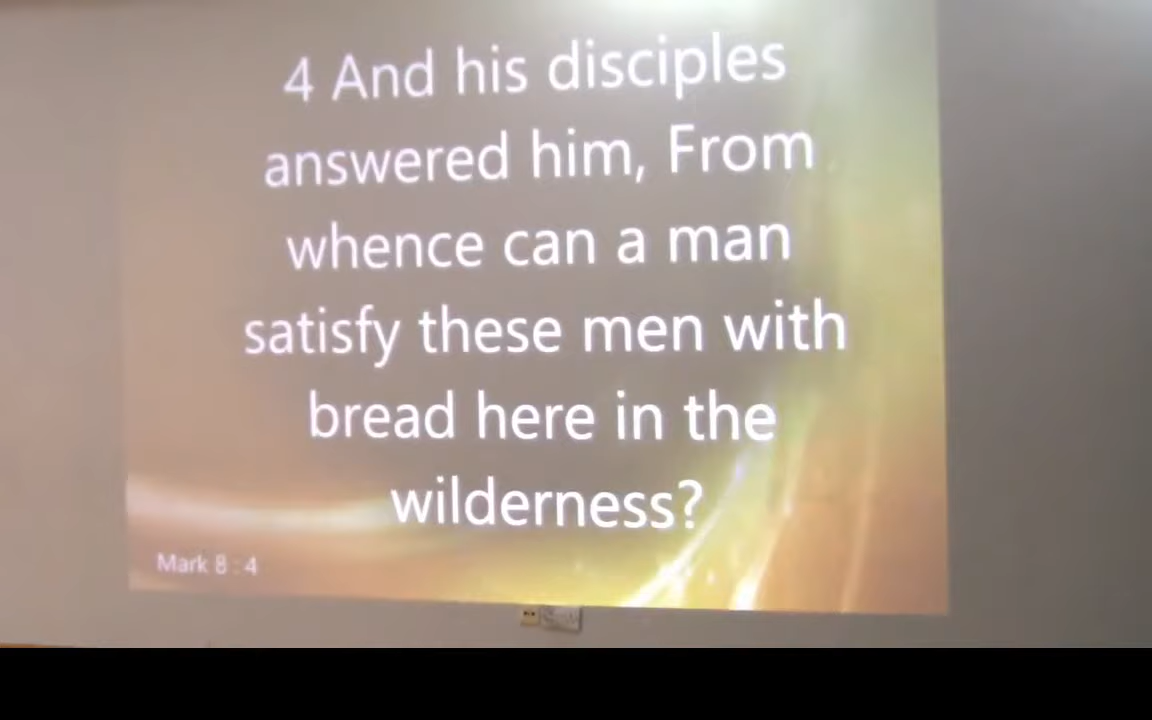 4 And his disciples
answered him, From
whence can a man
satisfy these men with
bread here in the
wilderness?
Mark 8 : 4